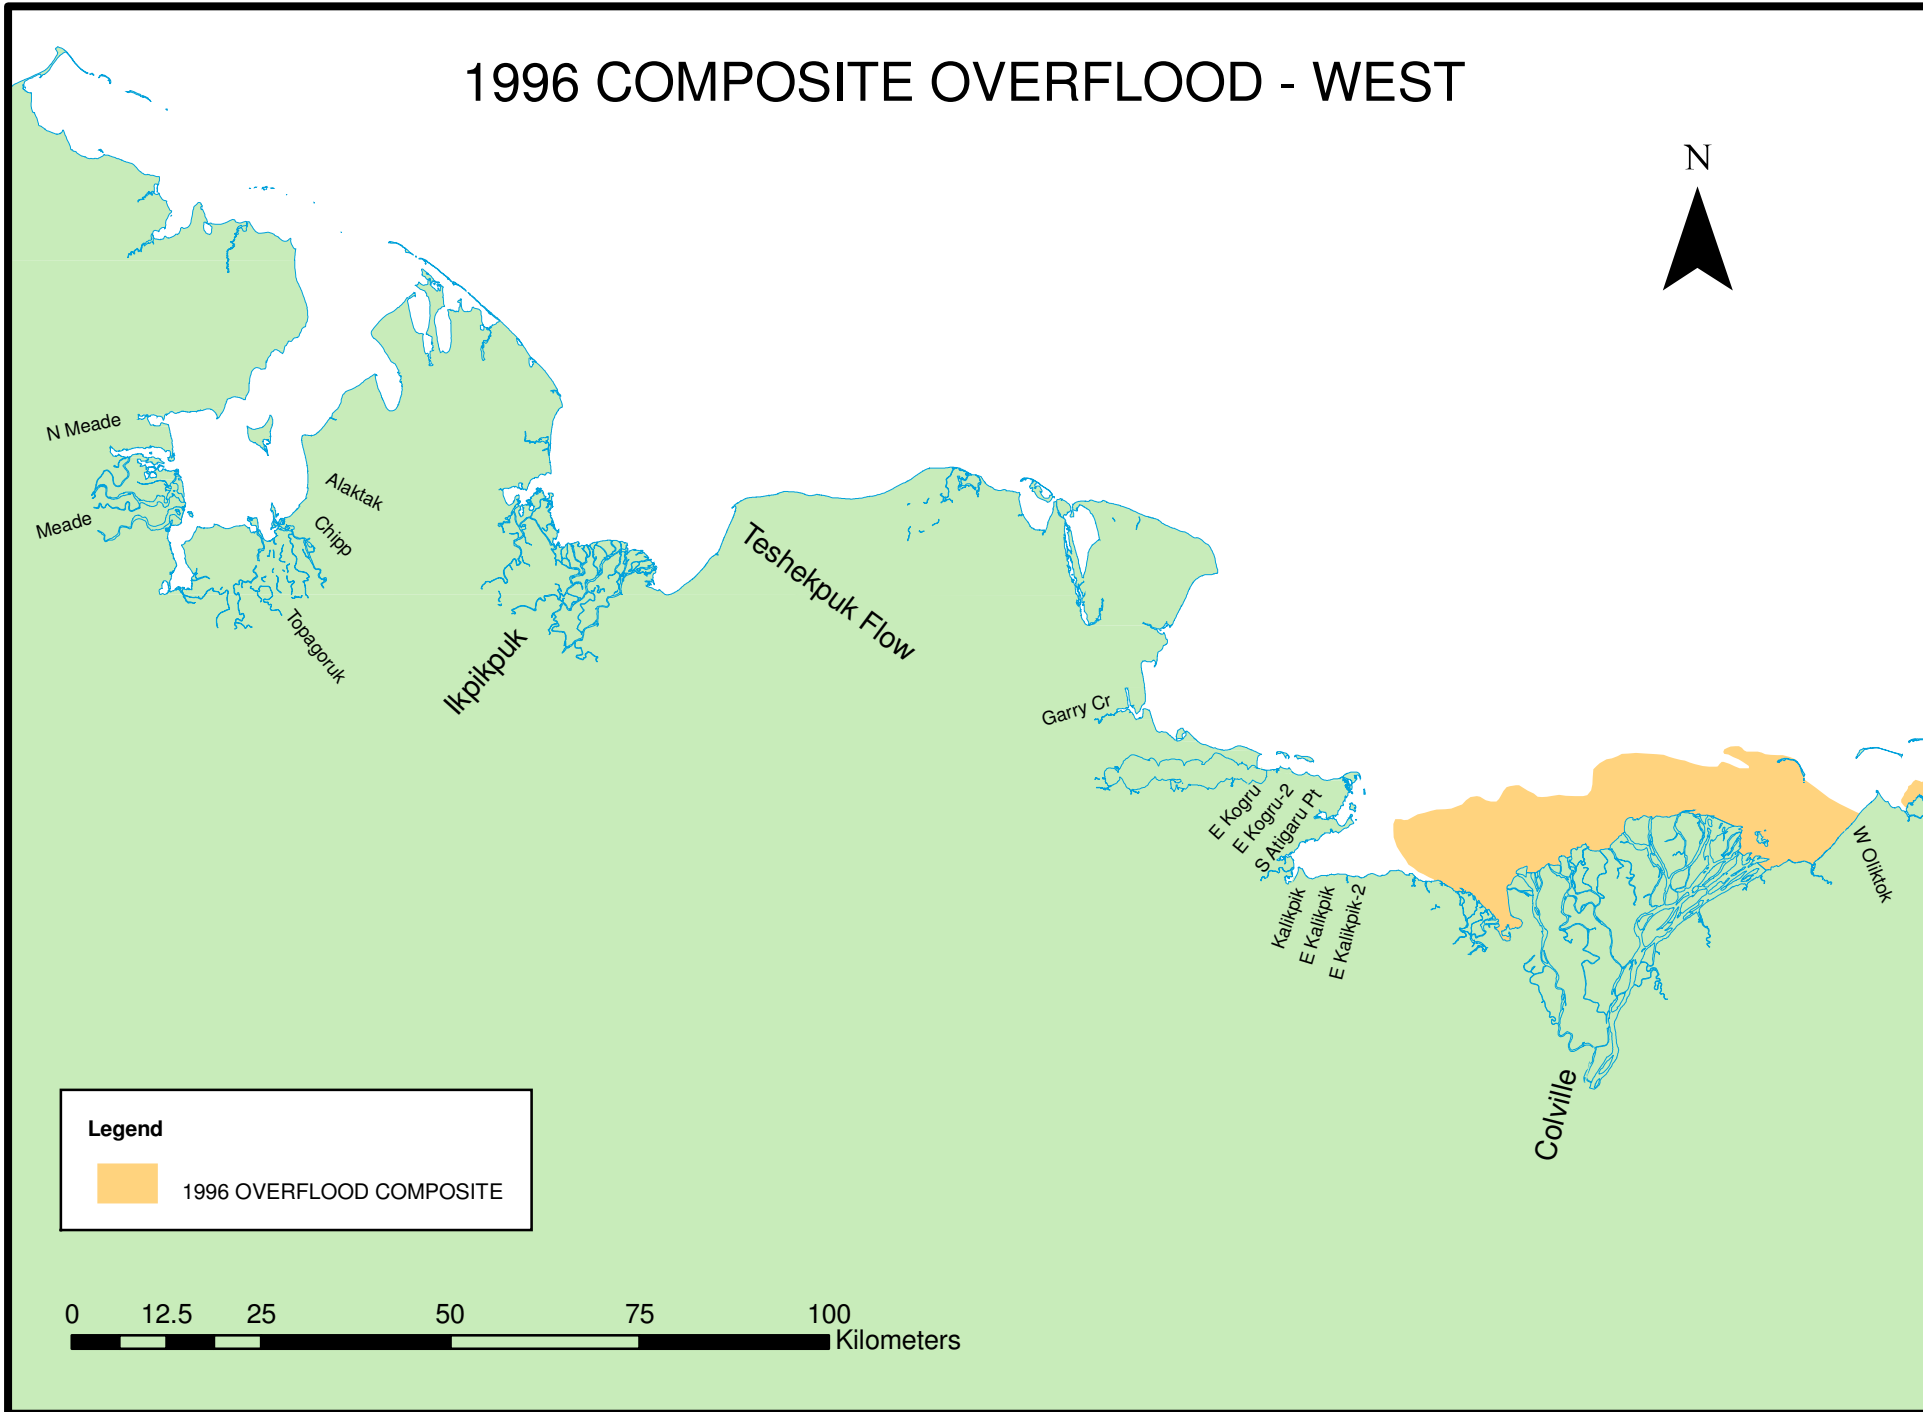 1996 COMPOSITE OVERFLOOD - WEST
N
N Meade
Meade
Alaktak
Chipp
Topagoruk
Ikpikpuk
Teshekpuk Flow
Garry Cr
E Kogru
E Kogru-2
S Atigaru Pt
Kalikpik
E Kalikpik
E Kalikpik-2
W Oliktok
Colville
Legend
1996 OVERFLOOD COMPOSITE
0 12.5 25 50 75 100
Kilometers